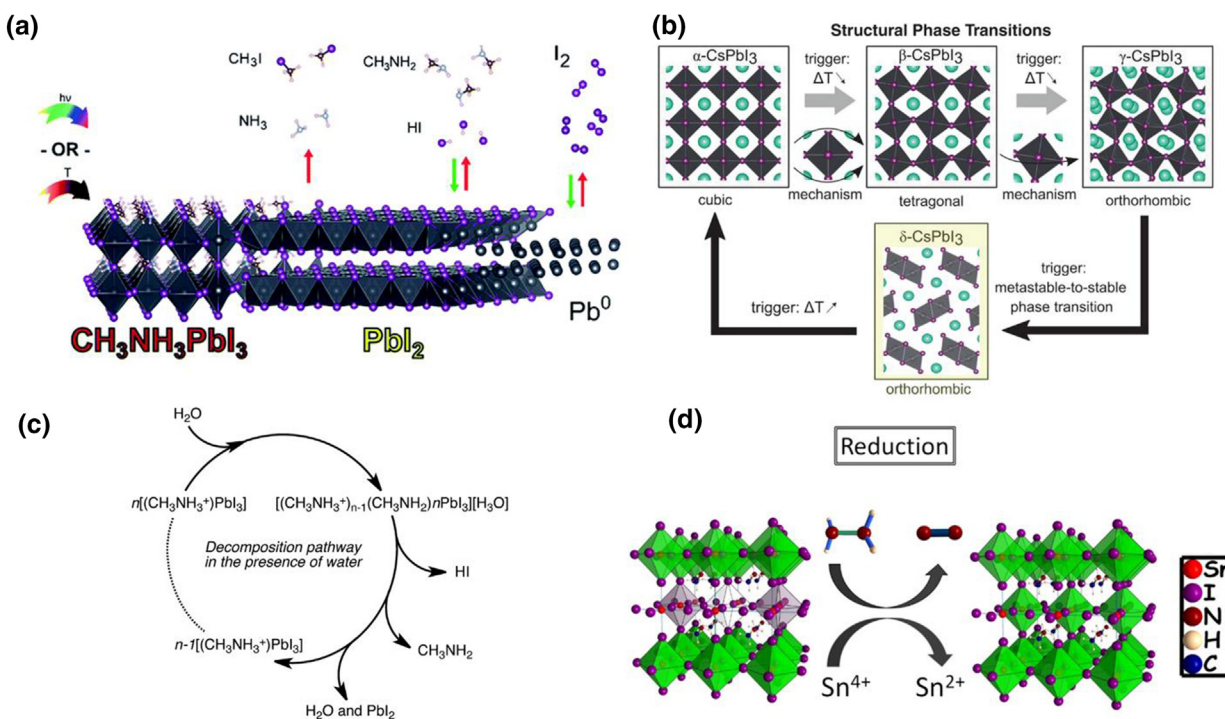 (a)
CH₃I
CH₃NH₂
I₂
hν
NH₃
HI
- OR -
T
Pb⁰
CH₃NH₃PbI₃
PbI₂
(b)
Structural Phase Transitions
α-CsPbI₃
trigger:
ΔT↘
β-CsPbI₃
trigger:
ΔT↘
γ-CsPbI₃
cubic
mechanism
tetragonal
mechanism
orthorhombic
δ-CsPbI₃
trigger: ΔT↗
trigger:
metastable-to-stable
phase transition
orthorhombic
(c)
H₂O
n[(CH₃NH₃⁺)PbI₃]
[(CH₃NH₃⁺)ₙ₋₁(CH₃NH₂)nPbI₃][H₃O]
Decomposition pathway
in the presence of water
HI
n-1[(CH₃NH₃⁺)PbI₃]
CH₃NH₂
H₂O and PbI₂
(d)
Reduction
Sn⁴⁺
Sn²⁺
Sn
I
N
H
C